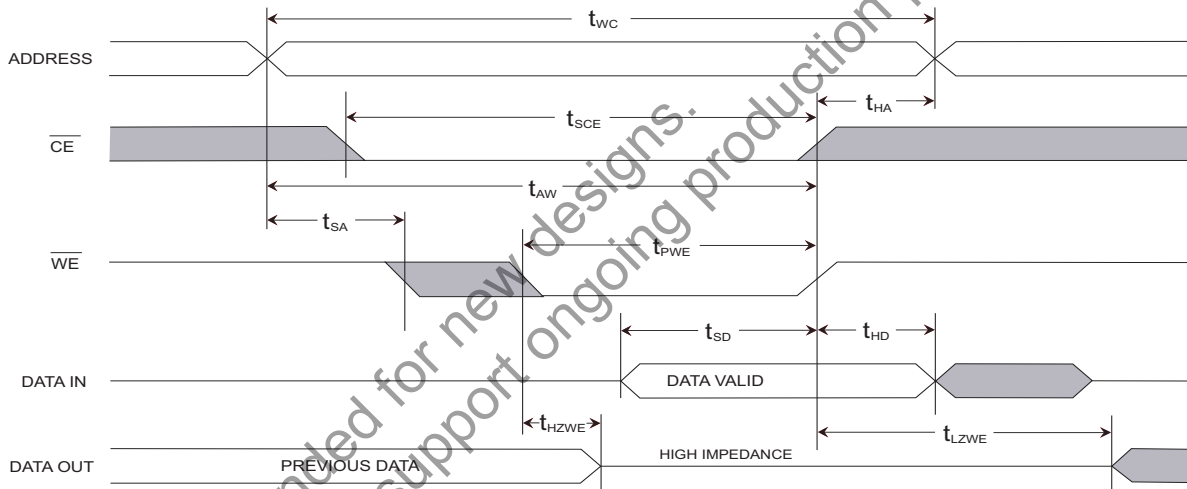 tWC
ADDRESS
tHA
tSCE
CE
tAW
tSA
tPWE
WE
tSD
tHD
DATA IN
DATA VALID
tHZWE
tLZWE
DATA OUT
PREVIOUS DATA
HIGH IMPEDANCE
for new designs.
support ongoing production